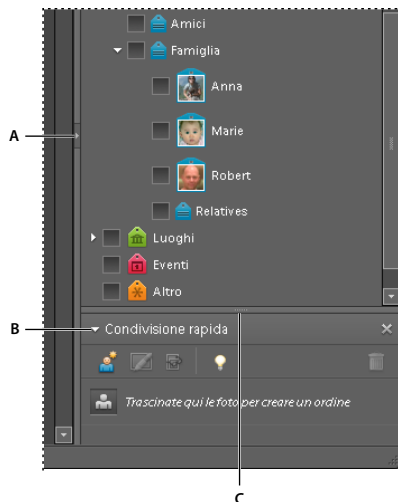 Amici
Famiglia
Anna
A
Marie
Robert
Relatives
Luoghi
Eventi
Altro
B
Condivisione rapida
Trascinate qui le foto per creare un ordine
C